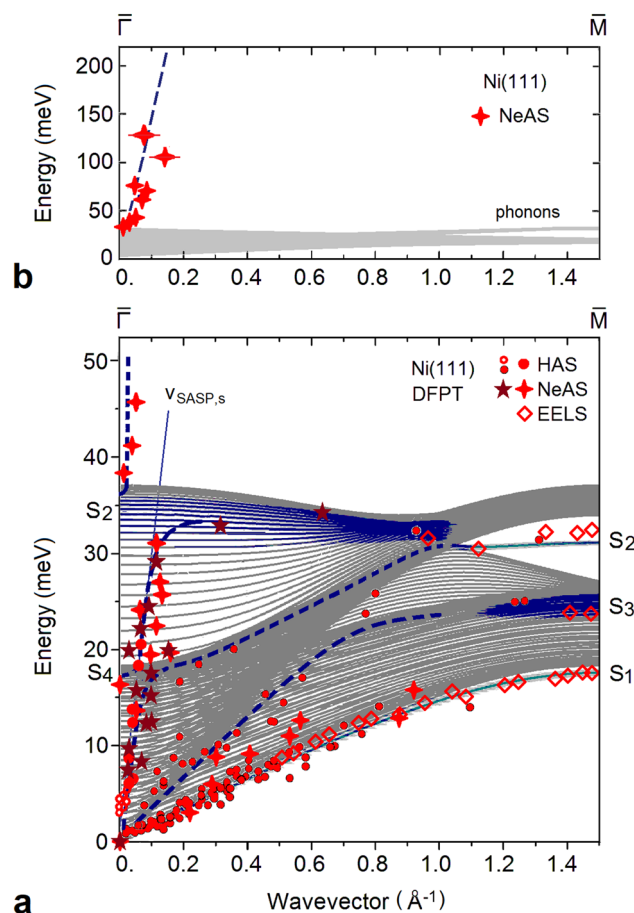 Γ̅ M̅
200
150
100
50
0
Energy (meV)
Ni(111)
NeAS
phonons
0. 0.2 0.4 0.6 0.8 1.0 1.2 1.4
b
Γ̅ M̅
50
40
30
20
10
0
Energy (meV)
vSASP,s
Ni(111)
DFPT
HAS
NeAS
EELS
S2
S4
S2
S3
S1
0. 0.2 0.4 0.6 0.8 1.0 1.2 1.4
Wavevector (Å-1)
a